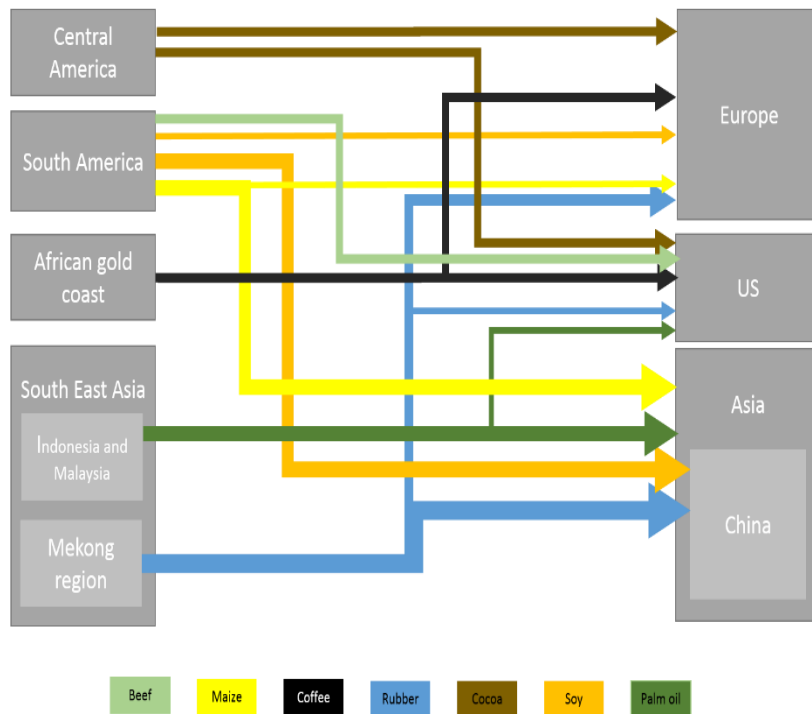 Central
America
South America
African gold
coast
South East Asia
Indonesia and
Malaysia
Mekong
region
Europe
US
Asia
China
Beef
Maize
Coffee
Rubber
Cocoa
Soy
Palm oil